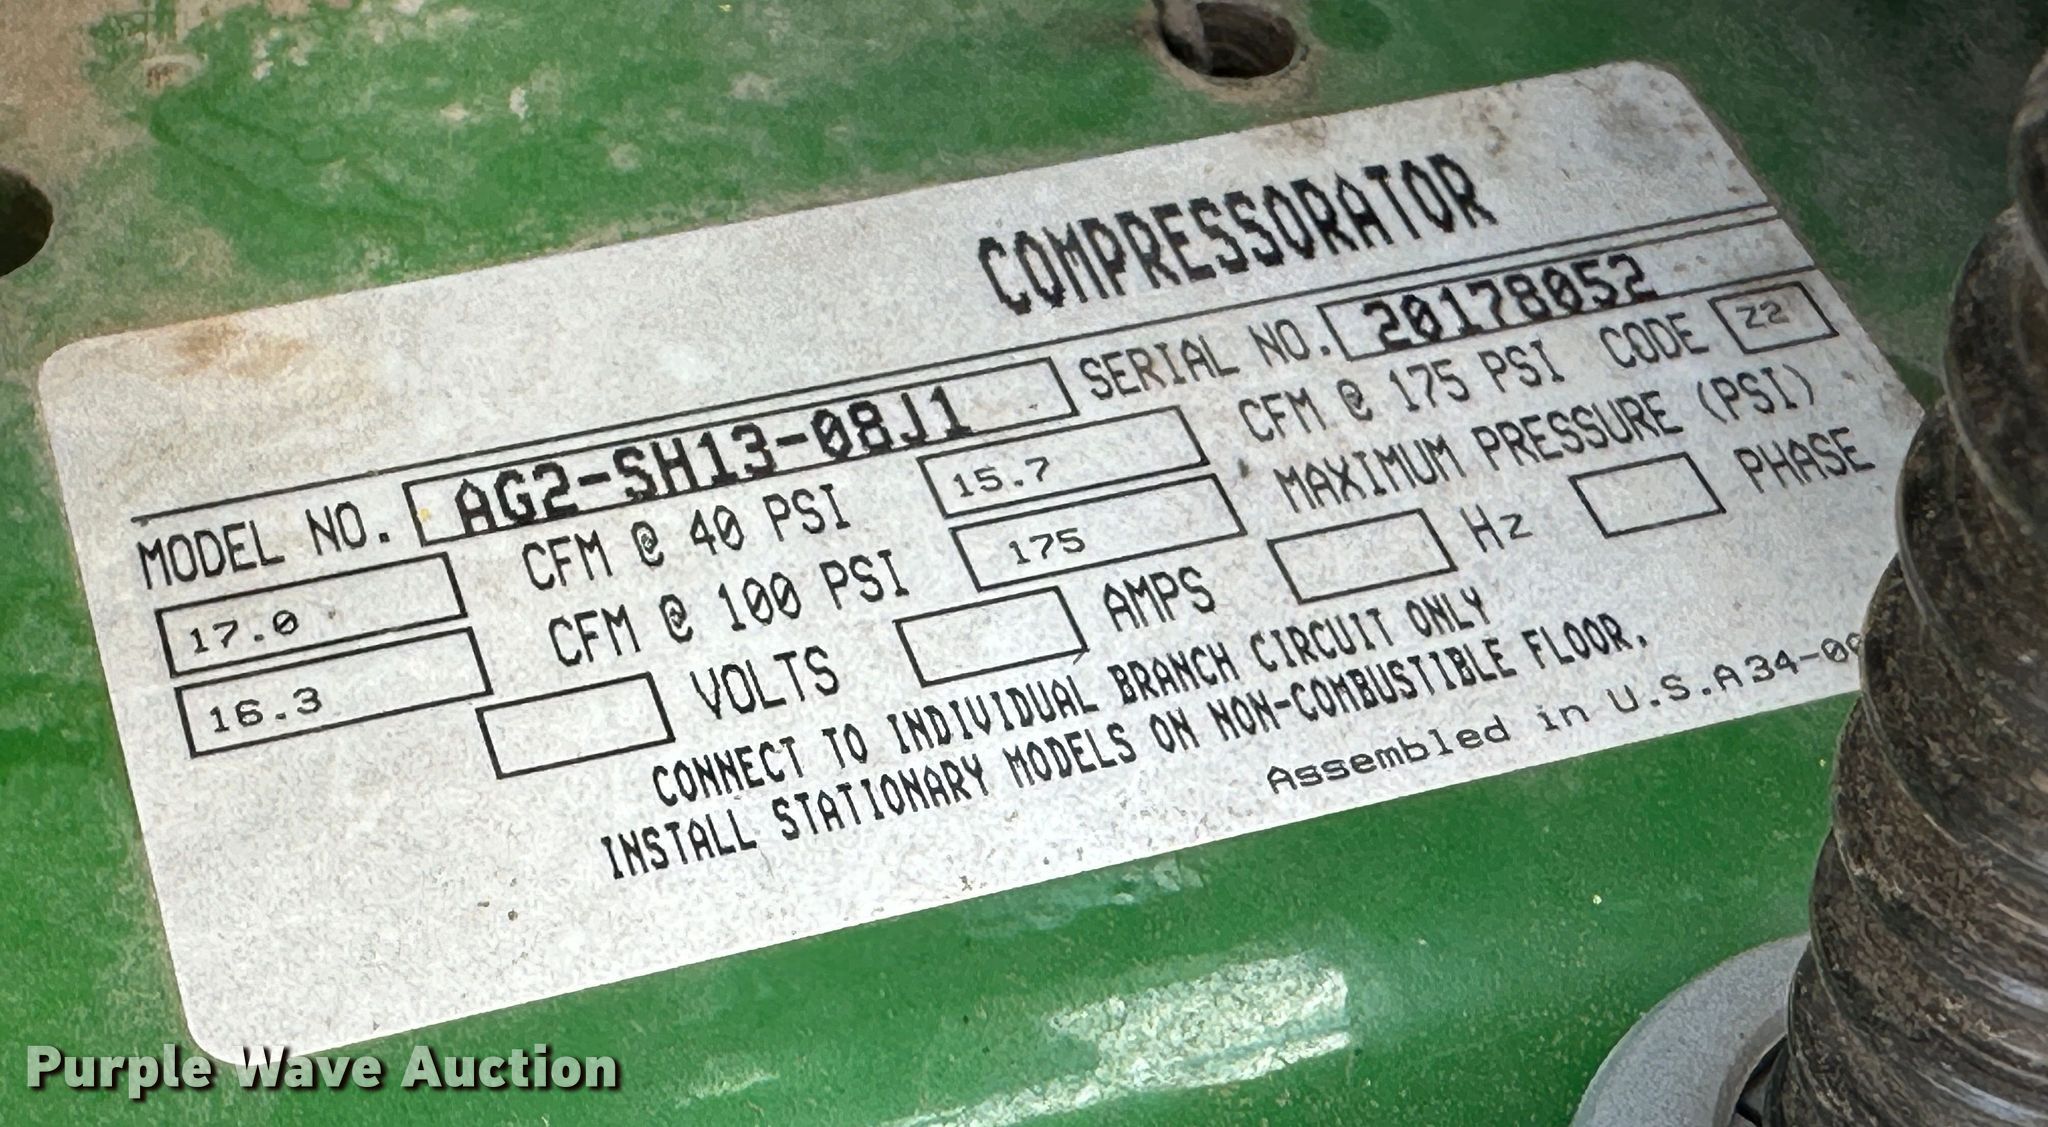 COMPRESSORATOR
MODEL NO. AG2-SH13-08J1 SERIAL NO. 20178052
17.0 CFM @ 40 PSI 15.7 CFM @ 175 PSI CODE Z2
16.3 CFM @ 100 PSI 175 MAXIMUM PRESSURE (PSI)
VOLTS AMPS Hz PHASE
CONNECT TO INDIVIDUAL BRANCH CIRCUIT ONLY
INSTALL STATIONARY MODELS ON NON-COMBUSTIBLE FLOOR.
Assembled in U.S.A
Purple Wave Auction